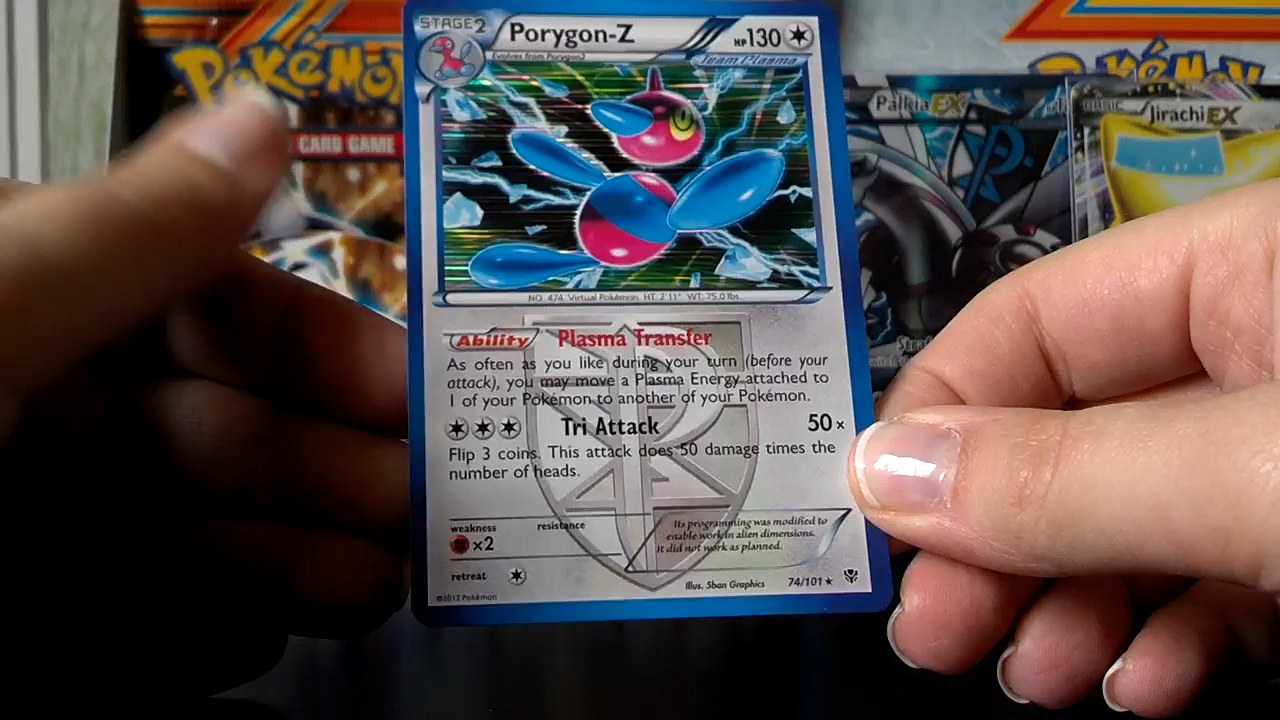 POKéMON
CARD GAME
STAGE2
Porygon-Z
HP130
Evolves from Porygon2
Team Plasma
NO. 474 Virtual Pokémon HT: 2'11" WT: 75.0 lbs.
Ability Plasma Transfer
As often as you like during your turn (before your
attack), you may move a Plasma Energy attached to
1 of your Pokémon to another of your Pokémon.
Tri Attack 50×
Flip 3 coins. This attack does 50 damage times the
number of heads.
weakness resistance
×2
retreat
Its programming was modified to
enable work in alien dimensions.
It did not work as planned.
Illus. 5ban Graphics 74/101 ★
©2013 Pokémon
POKéMON
Palkia EX
BASIC
Jirachi EX